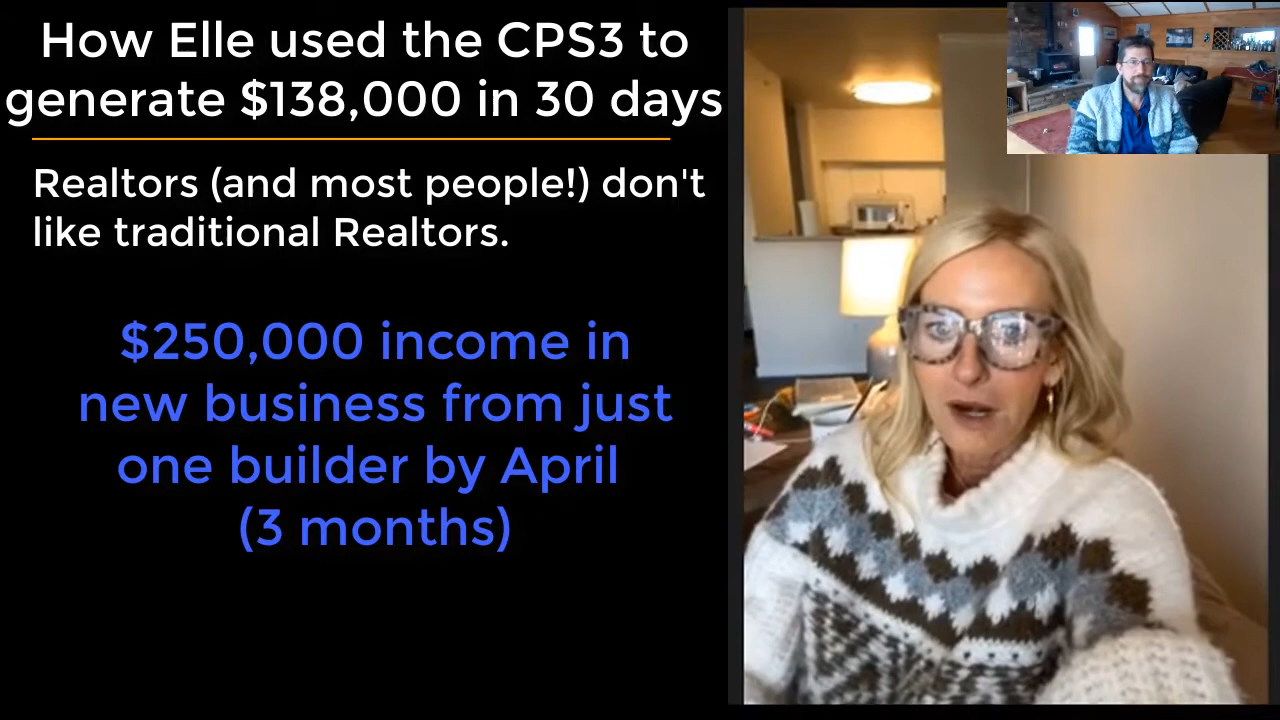 How Elle used the CPS3 to
generate $138,000 in 30 days
Realtors (and most people!) don't
like traditional Realtors.
$250,000 income in
new business from just
one builder by April
(3 months)